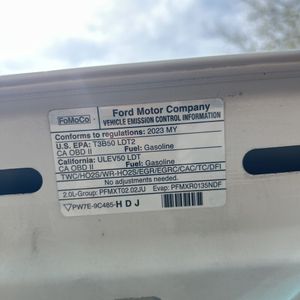 FoMoCo
Ford Motor Company
VEHICLE EMISSION CONTROL INFORMATION
Conforms to regulations: 2023 MY
U.S. EPA: T3B50 LDT2
CA OBD II Fuel: Gasoline
California: ULEV50 LDT
CA OBD II Fuel: Gasoline
TWC/HO2S/WR-HO2S/EGR/EGRC/CAC/TC/DFI
No adjustments needed.
2.0L-Group: PFMXT02.02JU Evap: PFMXR0135NDF
PW7E-9C485-HDJ